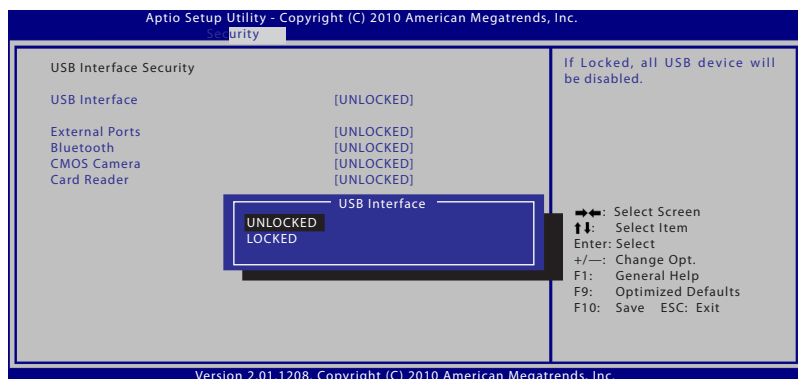 Aptio Setup Utility - Copyright (C) 2010 American Megatrends, Inc.
Security
USB Interface Security
USB Interface [UNLOCKED]
External Ports [UNLOCKED]
Bluetooth [UNLOCKED]
CMOS Camera [UNLOCKED]
Card Reader [UNLOCKED]
USB Interface
UNLOCKED
LOCKED
If Locked, all USB device will
be disabled.
→←: Select Screen
↑↓: Select Item
Enter: Select
+/—: Change Opt.
F1: General Help
F9: Optimized Defaults
F10: Save ESC: Exit
Version 2.01.1208. Copyright (C) 2010 American Megatrends, Inc.